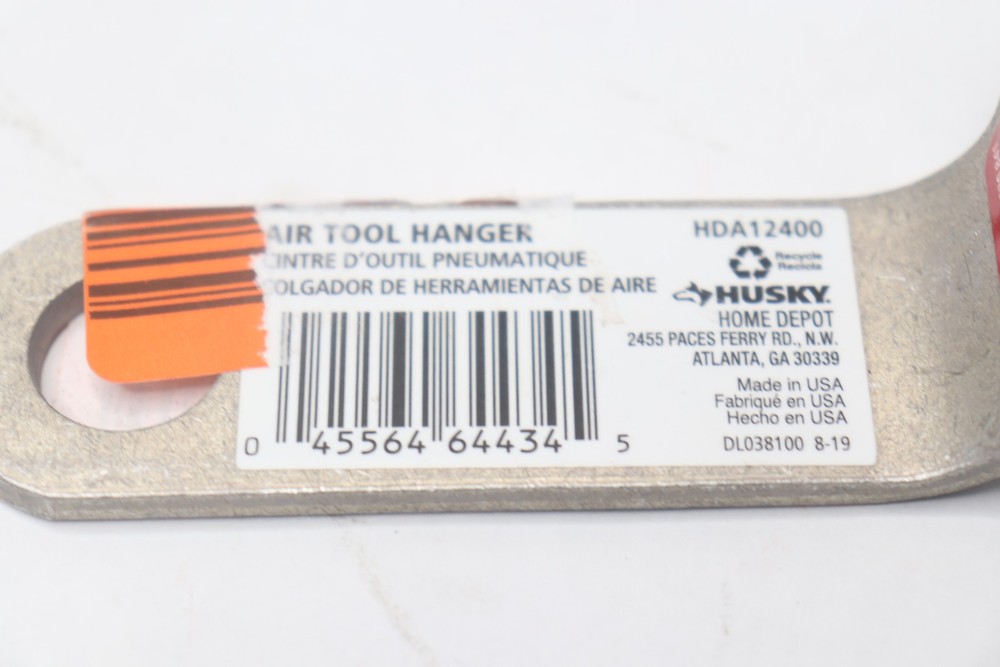 AIR TOOL HANGER
CINTRE D'OUTIL PNEUMATIQUE
COLGADOR DE HERRAMIENTAS DE AIRE
0 45564 64434 5
HDA12400
Recycle
Recicle
HUSKY
HOME DEPOT
2455 PACES FERRY RD., N.W.
ATLANTA, GA 30339
Made in USA
Fabriqué en USA
Hecho en USA
DL038100 8-19